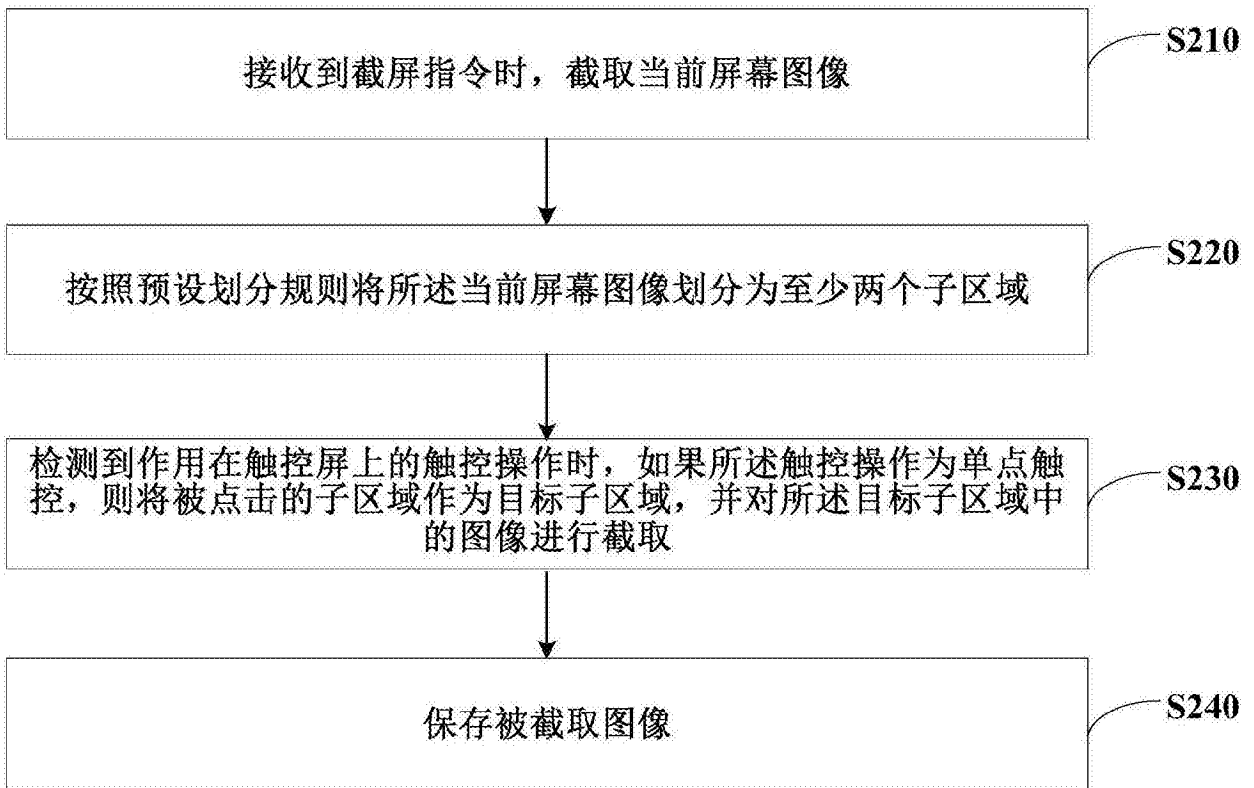 接收到截屏指令时，截取当前屏幕图像
S210
按照预设划分规则将所述当前屏幕图像划分为至少两个子区域
S220
检测到作用在触控屏上的触控操作时，如果所述触控操作为单点触
控，则将被点击的子区域作为目标子区域，并对所述目标子区域中
的图像进行截取
S230
保存被截取图像
S240